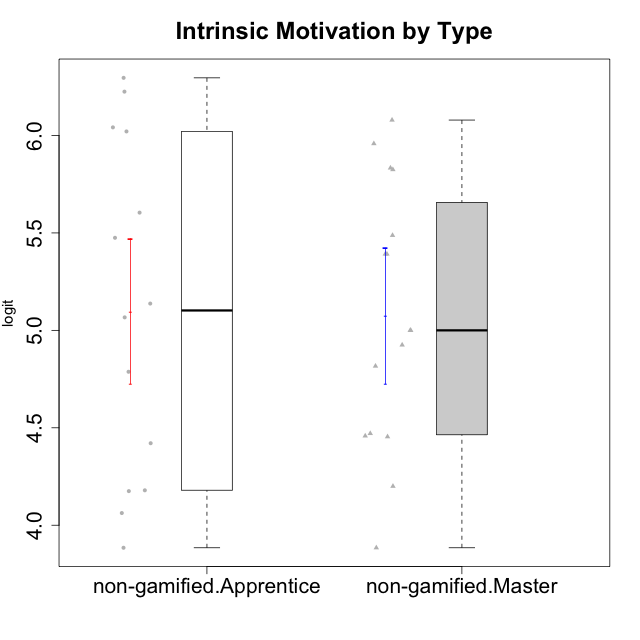 Intrinsic Motivation by Type
logit
6.0
5.5
5.0
4.5
4.0
non-gamified.Apprentice
non-gamified.Master